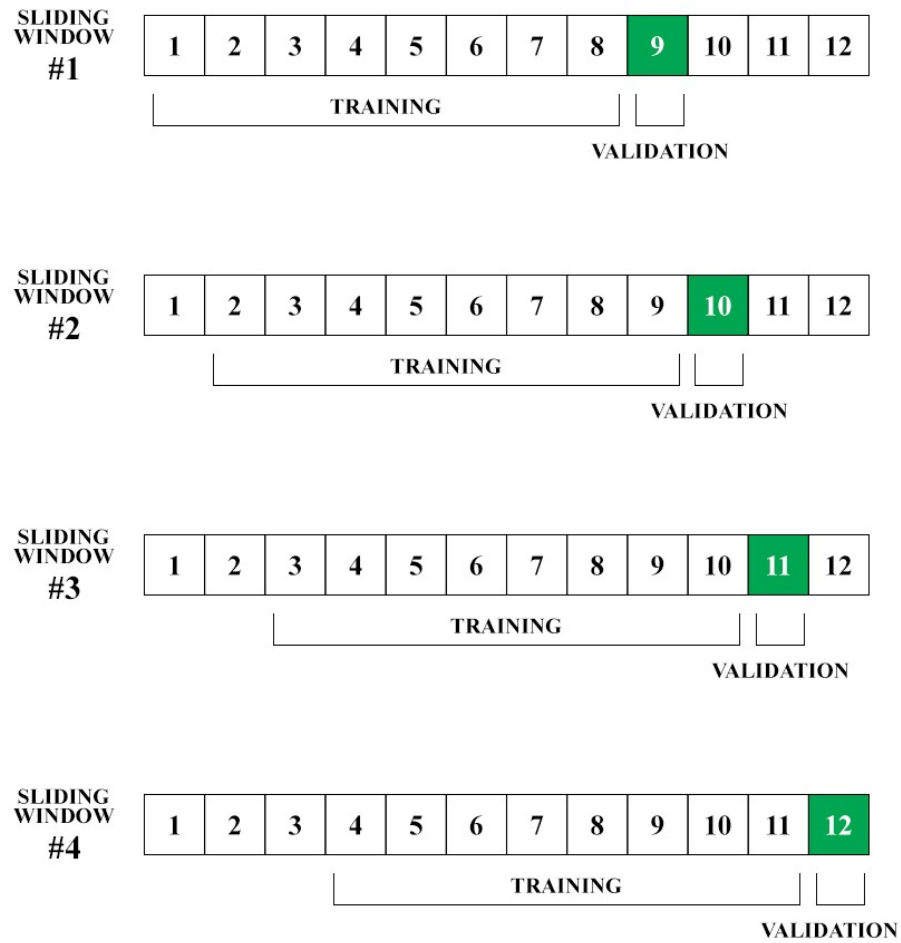 SLIDING
WINDOW
#1
1 2 3 4 5 6 7 8 9 10 11 12
TRAINING
VALIDATION
SLIDING
WINDOW
#2
1 2 3 4 5 6 7 8 9 10 11 12
TRAINING
VALIDATION
SLIDING
WINDOW
#3
1 2 3 4 5 6 7 8 9 10 11 12
TRAINING
VALIDATION
SLIDING
WINDOW
#4
1 2 3 4 5 6 7 8 9 10 11 12
TRAINING
VALIDATION